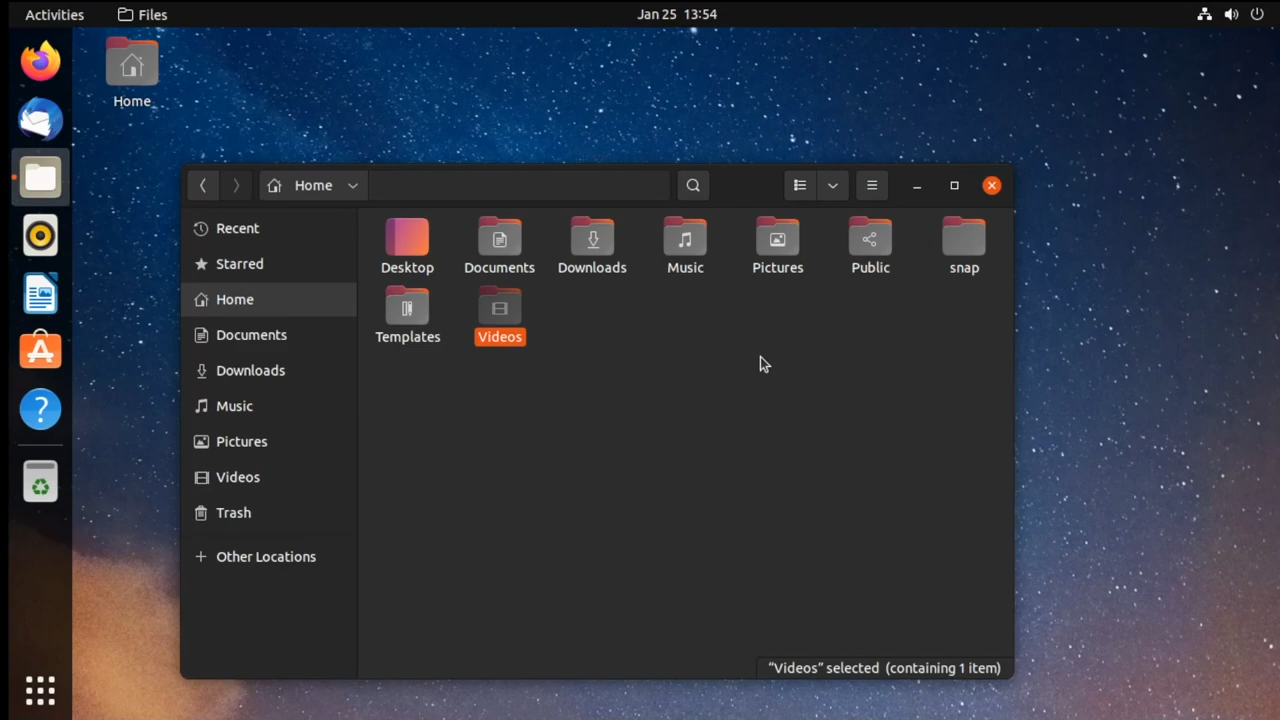 Activities Files Jan 25 13:54
Home
Home
Recent
Starred
Home
Documents
Downloads
Music
Pictures
Videos
Trash
Other Locations
Desktop Documents Downloads Music Pictures Public snap
Templates Videos
“Videos” selected (containing 1 item)